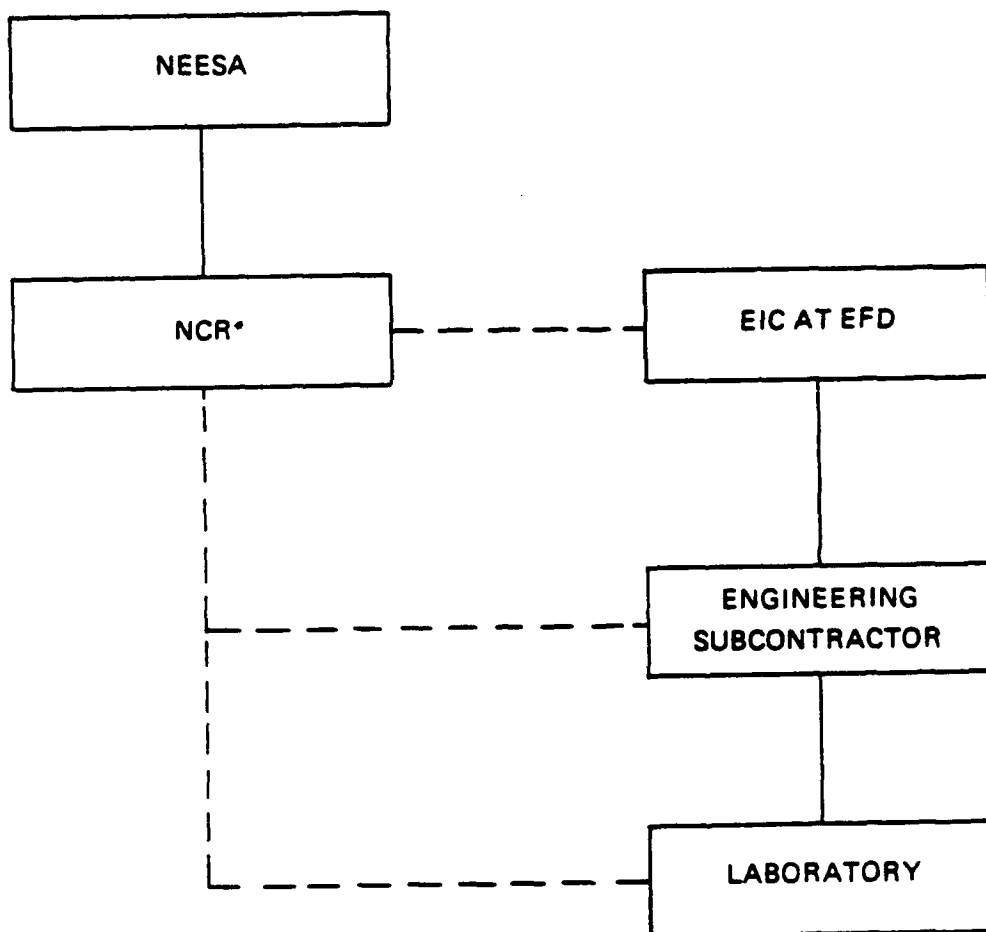 NEESA
NCR*
EIC AT EFD
ENGINEERING
SUBCONTRACTOR
LABORATORY